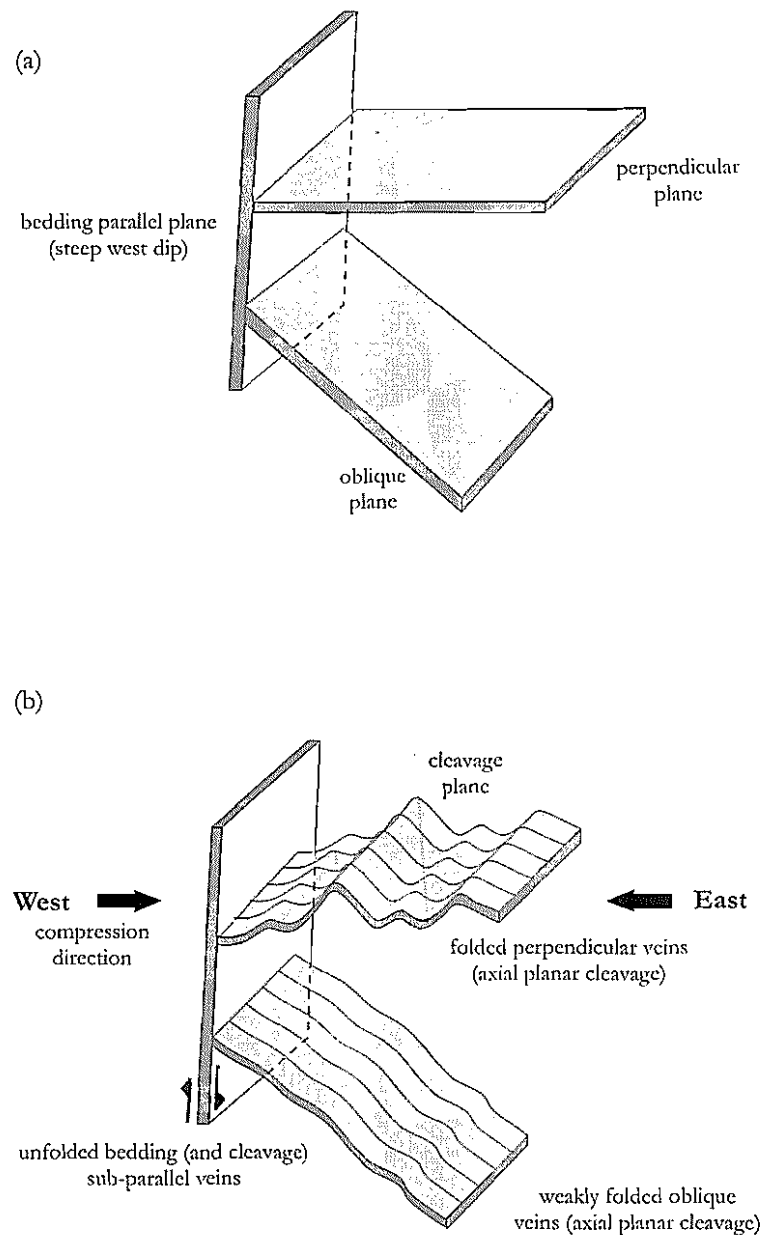 (a)
perpendicular
plane
bedding parallel plane
(steep west dip)
oblique
plane
(b)
cleavage
plane
West
East
compression
direction
folded perpendicular veins
(axial planar cleavage)
unfolded bedding (and cleavage)
sub-parallel veins
weakly folded oblique
veins (axial planar cleavage)